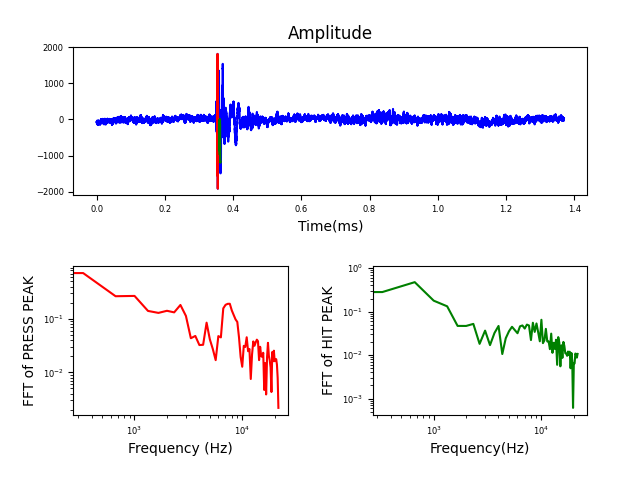 Amplitude
2000
1000
0
−1000
−2000
0.0 0.2 0.4 0.6 0.8 1.0 1.2 1.4
Time(ms)
FFT of PRESS PEAK
10⁻¹
10⁻²
10³ 10⁴
Frequency (Hz)
FFT of HIT PEAK
10⁰
10⁻¹
10⁻²
10⁻³
10³ 10⁴
Frequency(Hz)